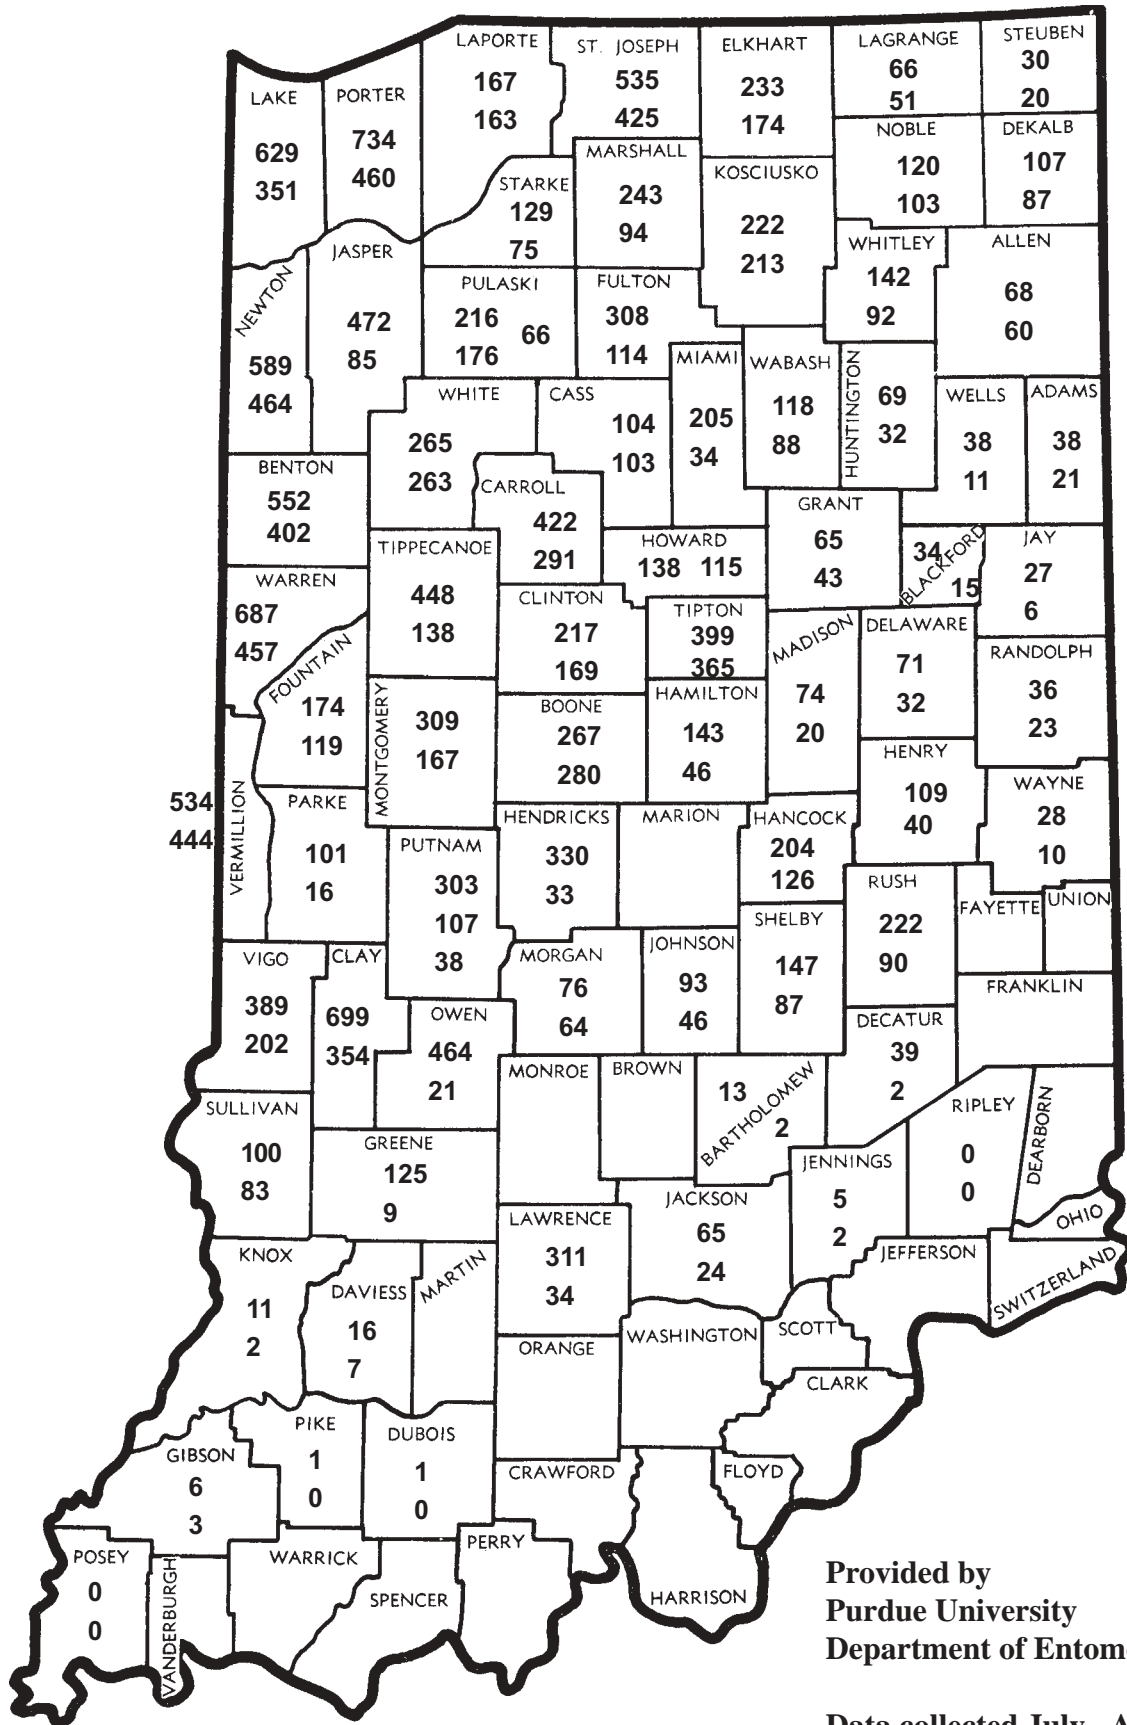 LAPORTE
167
163
ST. JOSEPH
535
425
ELKHART
233
174
LAGRANGE
66
51
STEUBEN
30
20
LAKE
629
351
PORTER
734
460
STARKE
129
75
MARSHALL
243
94
KOSCIUSKO
222
213
NOBLE
120
103
DEKALB
107
87
WHITLEY
142
92
ALLEN
68
60
NEWTON
589
464
JASPER
472
85
PULASKI
216
66
176
FULTON
308
114
MIAMI
205
34
WABASH
118
88
HUNTINGTON
69
32
WELLS
38
11
ADAMS
38
21
WHITE
265
263
CASS
104
103
BENTON
552
402
CARROLL
422
291
GRANT
65
43
BLACKFORD
34
15
JAY
27
6
TIPPECANOE
448
138
HOWARD
138 115
WARREN
687
457
CLINTON
217
169
TIPTON
399
365
MADISON
74
20
DELAWARE
71
32
RANDOLPH
36
23
FOUNTAIN
174
119
MONTGOMERY
309
167
BOONE
267
280
HAMILTON
143
46
HENRY
109
40
WAYNE
28
10
VERMILLION
534
444
PARKE
101
16
PUTNAM
303
107
38
HENDRICKS
330
33
MARION
HANCOCK
204
126
RUSH
222
90
FAYETTE
UNION
VIGO
389
202
CLAY
699
354
OWEN
464
21
MORGAN
76
64
JOHNSON
93
46
SHELBY
147
87
FRANKLIN
DECATUR
39
2
MONROE
BROWN
BARTHOLOMEW
13
2
RIPLEY
0
0
DEARBORN
SULLIVAN
100
83
GREENE
125
9
JENNINGS
5
2
OHIO
LAWRENCE
311
34
JACKSON
65
24
JEFFERSON
SWITZERLAND
KNOX
11
2
DAVIESS
16
7
MARTIN
ORANGE
WASHINGTON
SCOTT
CLARK
GIBSON
6
3
PIKE
1
0
DUBOIS
1
0
CRAWFORD
FLOYD
POSEY
0
0
VANDERBURGH
WARRICK
SPENCER
PERRY
HARRISON
Provided by
Purdue University
Department of Entom
Data collected July